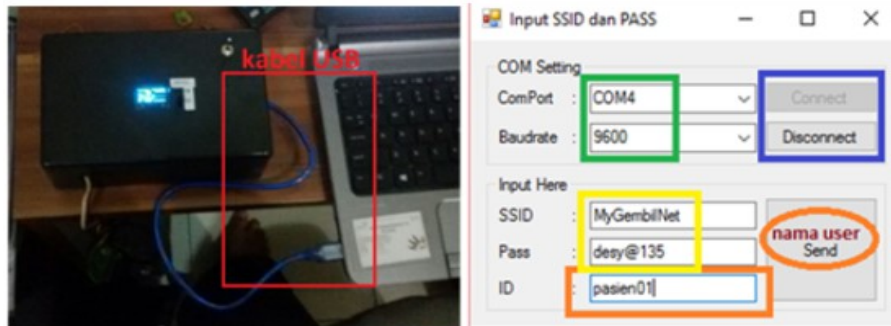 kabel USB
Input SSID dan PASS
COM Setting
ComPort : COM4 Connect
Baudrate : 9600 Disconnect
Input Here
SSID : MyGembilNet
nama user
Pass : desy@135 Send
ID : pasien01